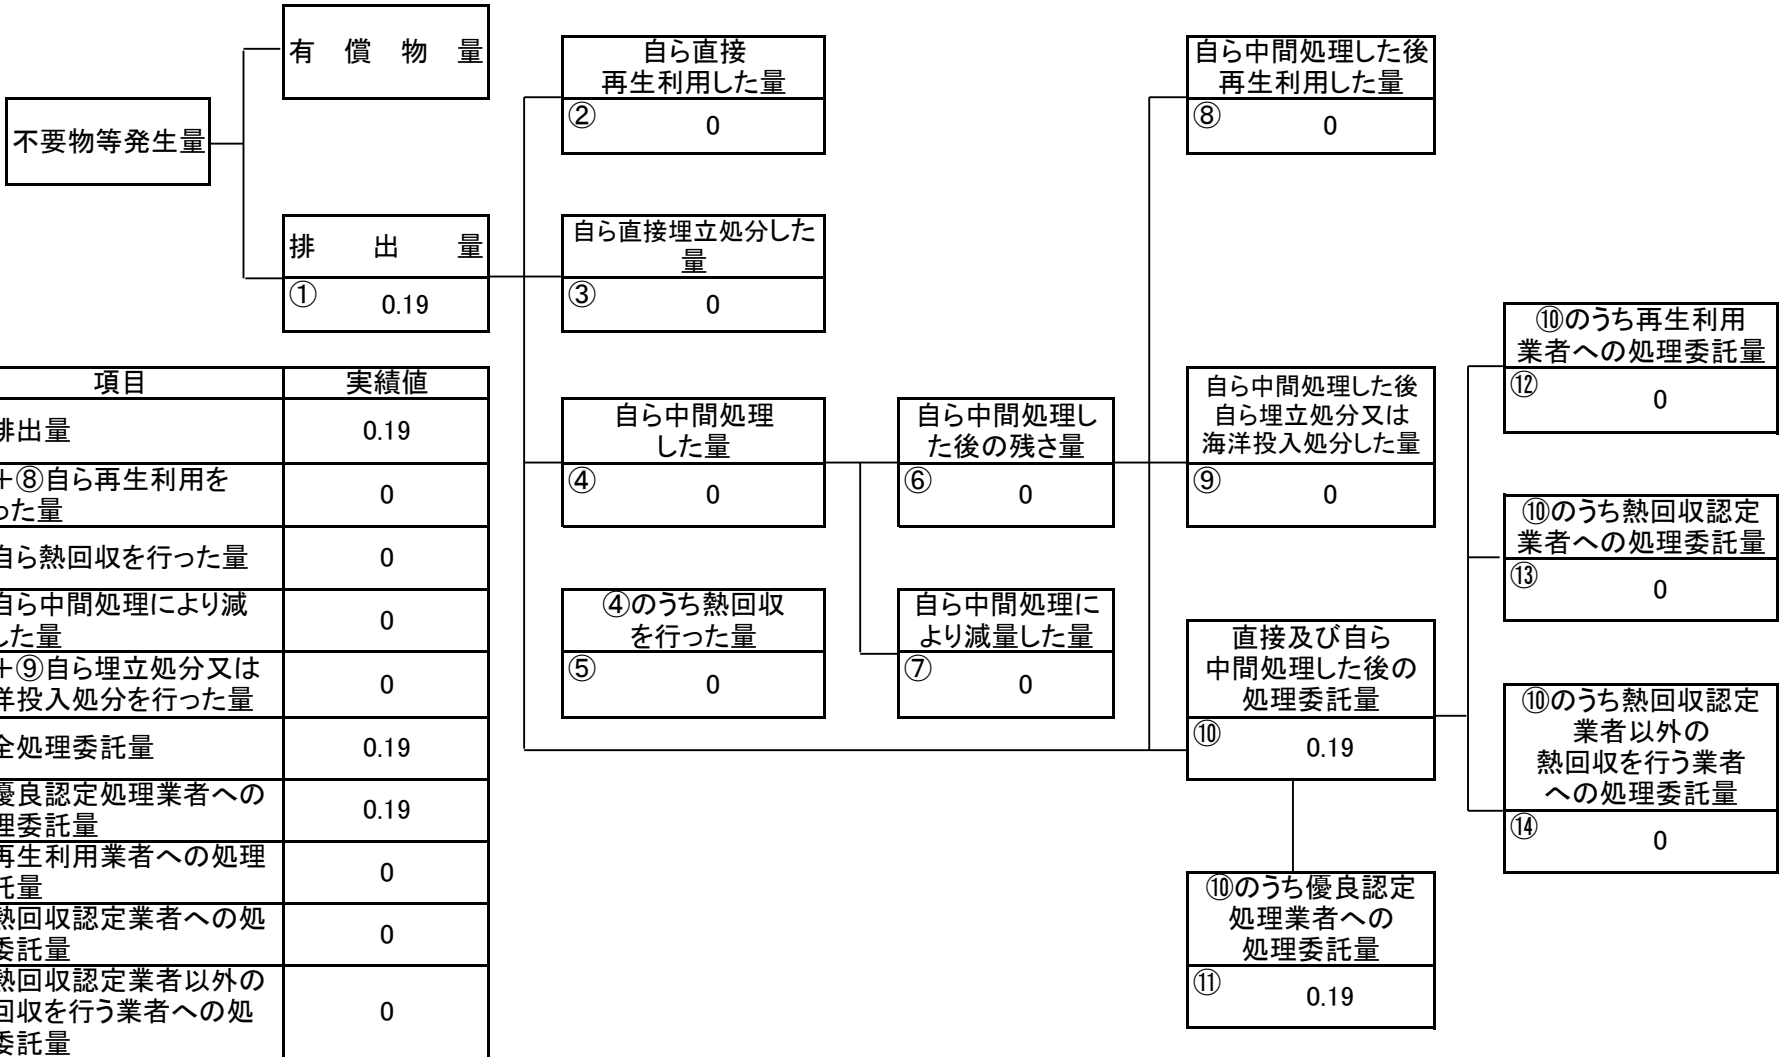 有償物量
不要物等発生量
排出量
① 0.19
自ら直接
再生利用した量
② 0
自ら直接埋立処分した
量
③ 0
自ら中間処理
した量
④ 0
④のうち熱回収
を行った量
⑤ 0
自ら中間処理し
た後の残さ量
⑥ 0
自ら中間処理に
より減量した量
⑦ 0
自ら中間処理した後
再生利用した量
⑧ 0
自ら中間処理した後
自ら埋立処分又は
海洋投入処分した量
⑨ 0
直接及び自ら
中間処理した後の
処理委託量
⑩ 0.19
⑩のうち優良認定
処理業者への
処理委託量
⑪ 0.19
⑩のうち再生利用
業者への処理委託量
⑫ 0
⑩のうち熱回収認定
業者への処理委託量
⑬ 0
⑩のうち熱回収認定
業者以外の
熱回収を行う業者
への処理委託量
⑭ 0
項目 実績値
排出量 0.19
+⑧自ら再生利用を
った量 0
自ら熱回収を行った量 0
自ら中間処理により減
した量 0
+⑨自ら埋立処分又は
洋投入処分を行った量 0
全処理委託量 0.19
優良認定処理業者への
理委託量 0.19
再生利用業者への処理
託量 0
熱回収認定業者への処
委託量 0
熱回収認定業者以外の
回収を行う業者への処
委託量 0